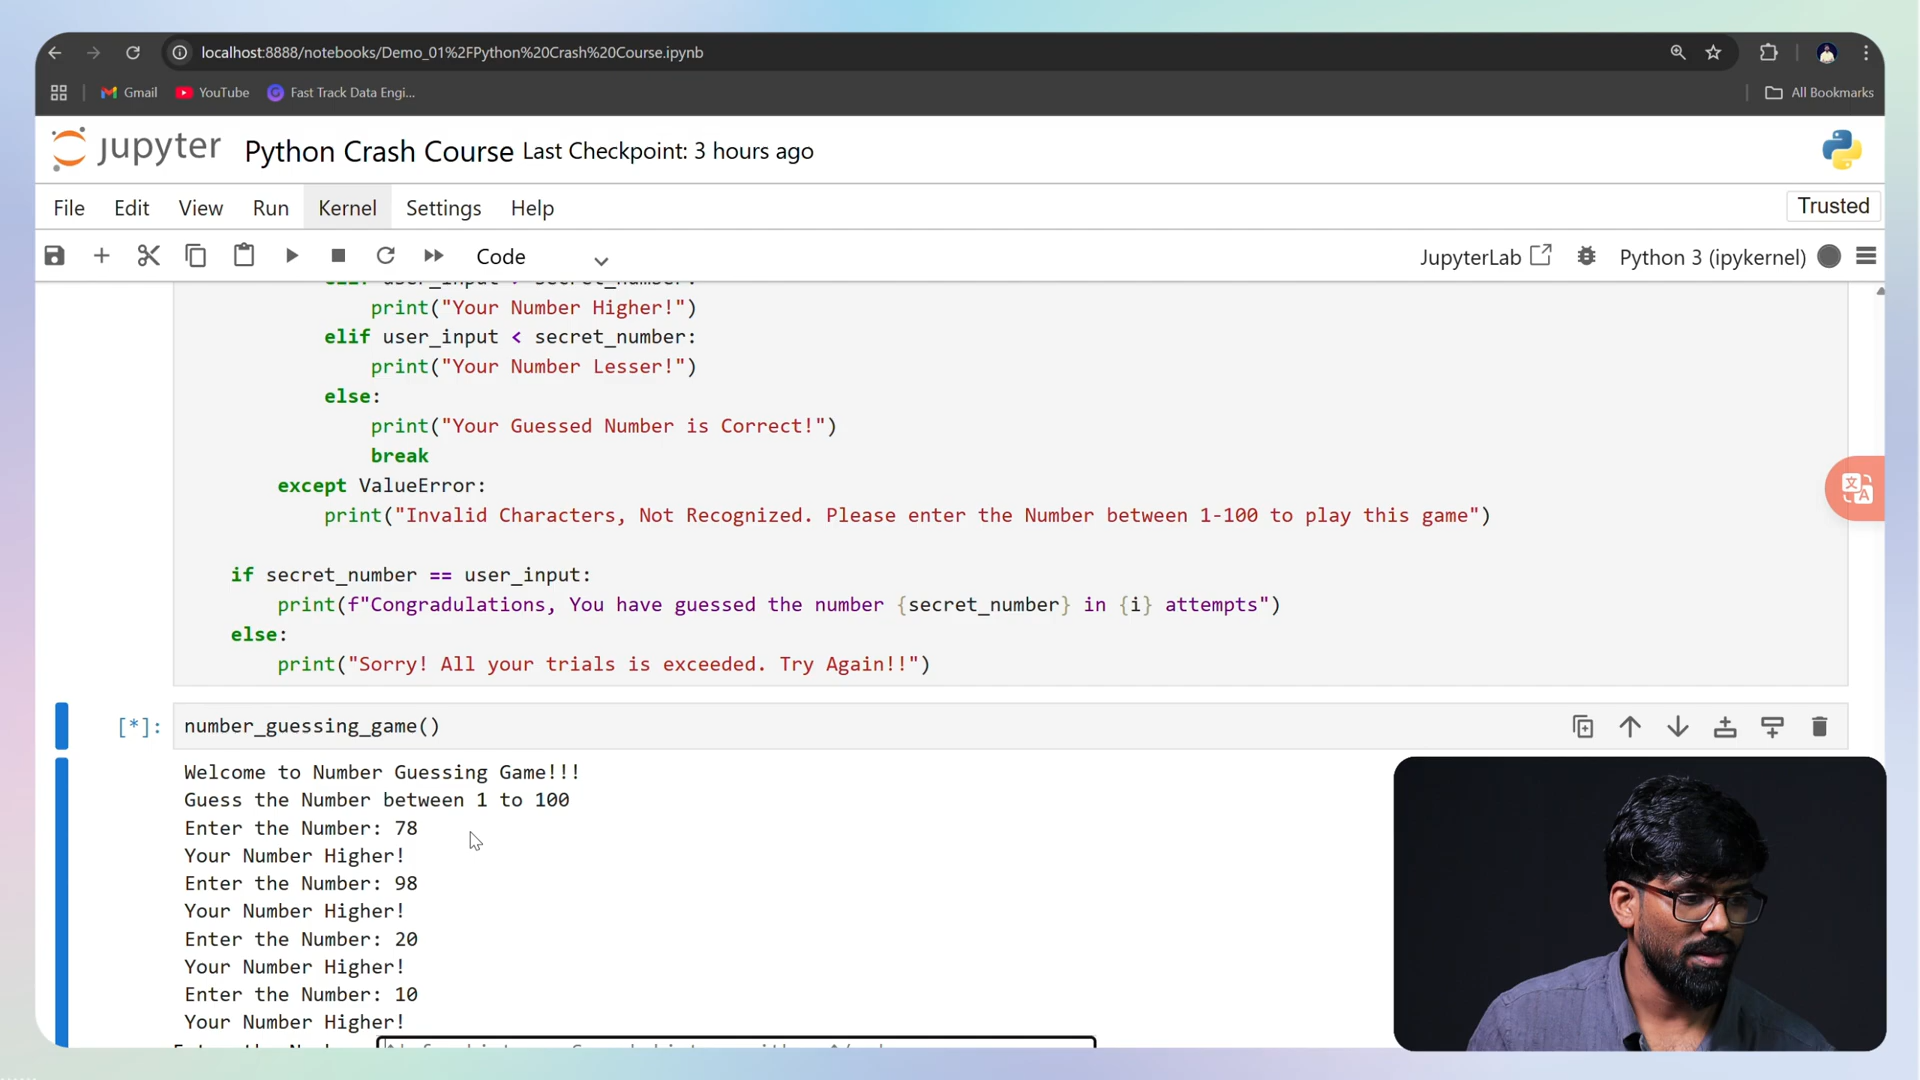 localhost:8888/notebooks/Demo_01%2FPython%20Crash%20Course.ipynb
Gmail YouTube Fast Track Data Engi... All Bookmarks
jupyter Python Crash Course Last Checkpoint: 3 hours ago
File Edit View Run Kernel Settings Help Trusted
Code JupyterLab Python 3 (ipykernel)
print("Your Number Higher!")
elif user_input < secret_number:
print("Your Number Lesser!")
else:
print("Your Guessed Number is Correct!")
break
except ValueError:
print("Invalid Characters, Not Recognized. Please enter the Number between 1-100 to play this game")
if secret_number == user_input:
print(f"Congradulations, You have guessed the number {secret_number} in {i} attempts")
else:
print("Sorry! All your trials is exceeded. Try Again!!")
[*]: number_guessing_game()
Welcome to Number Guessing Game!!!
Guess the Number between 1 to 100
Enter the Number: 78
Your Number Higher!
Enter the Number: 98
Your Number Higher!
Enter the Number: 20
Your Number Higher!
Enter the Number: 10
Your Number Higher!